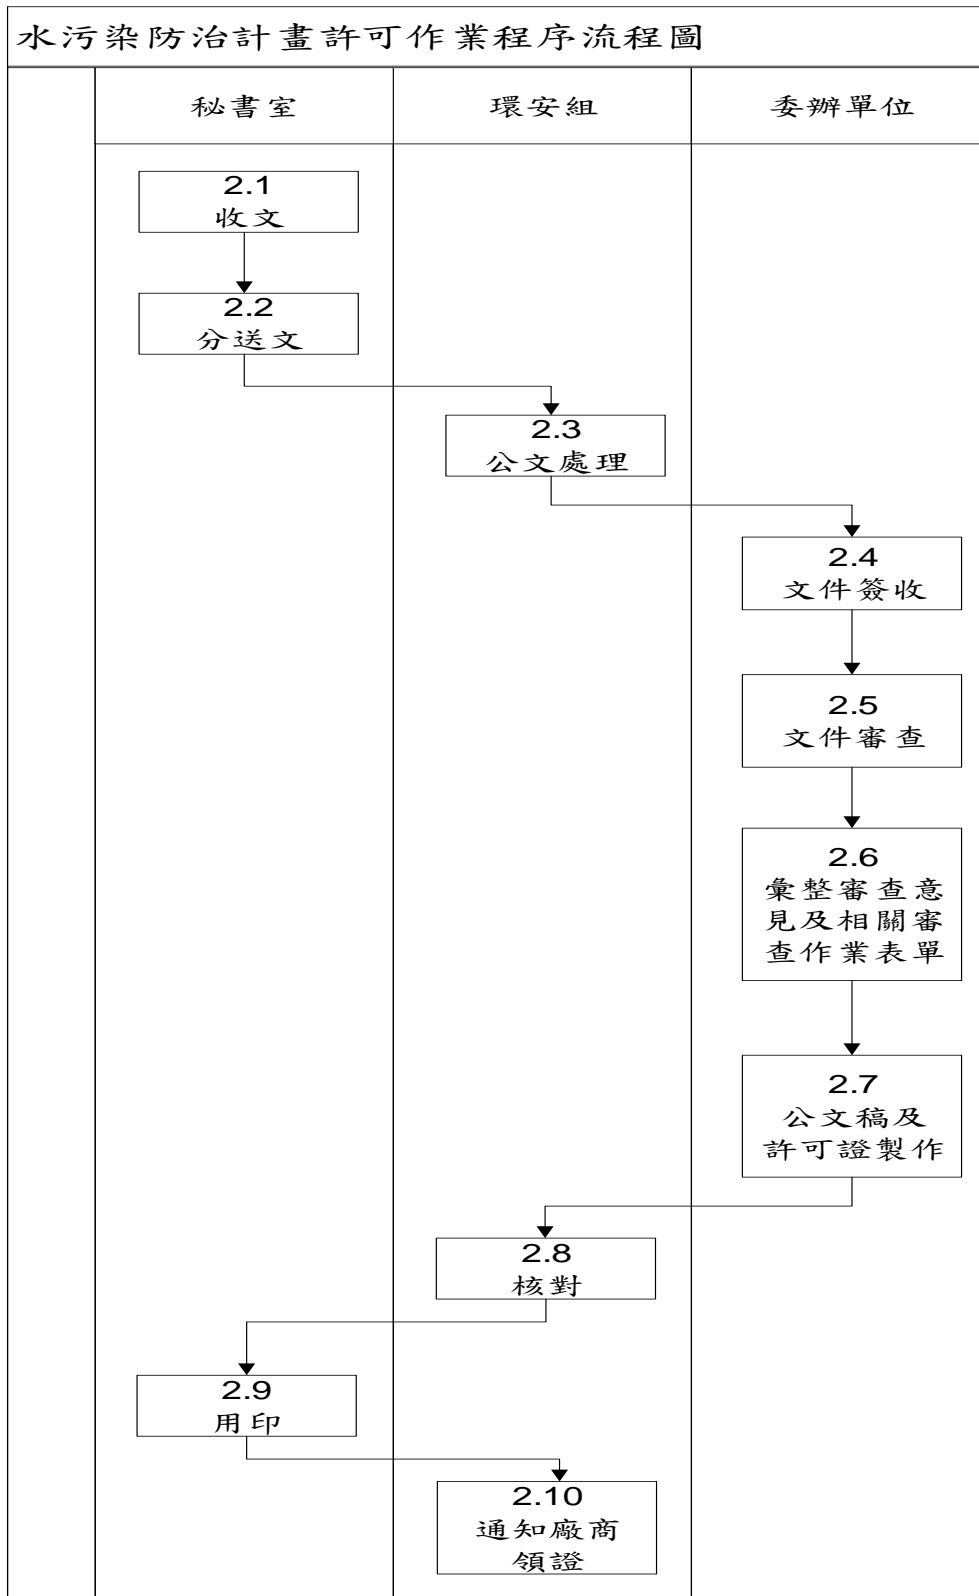 水污染防治計畫許可作業程序流程圖
秘書室
環安組
委辦單位
2.1
收文
2.2
分送文
2.3
公文處理
2.4
文件簽收
2.5
文件審查
2.6
彙整審查意
見及相關審
查作業表單
2.7
公文稿及
許可證製作
2.8
核對
2.9
用印
2.10
通知廠商
領證